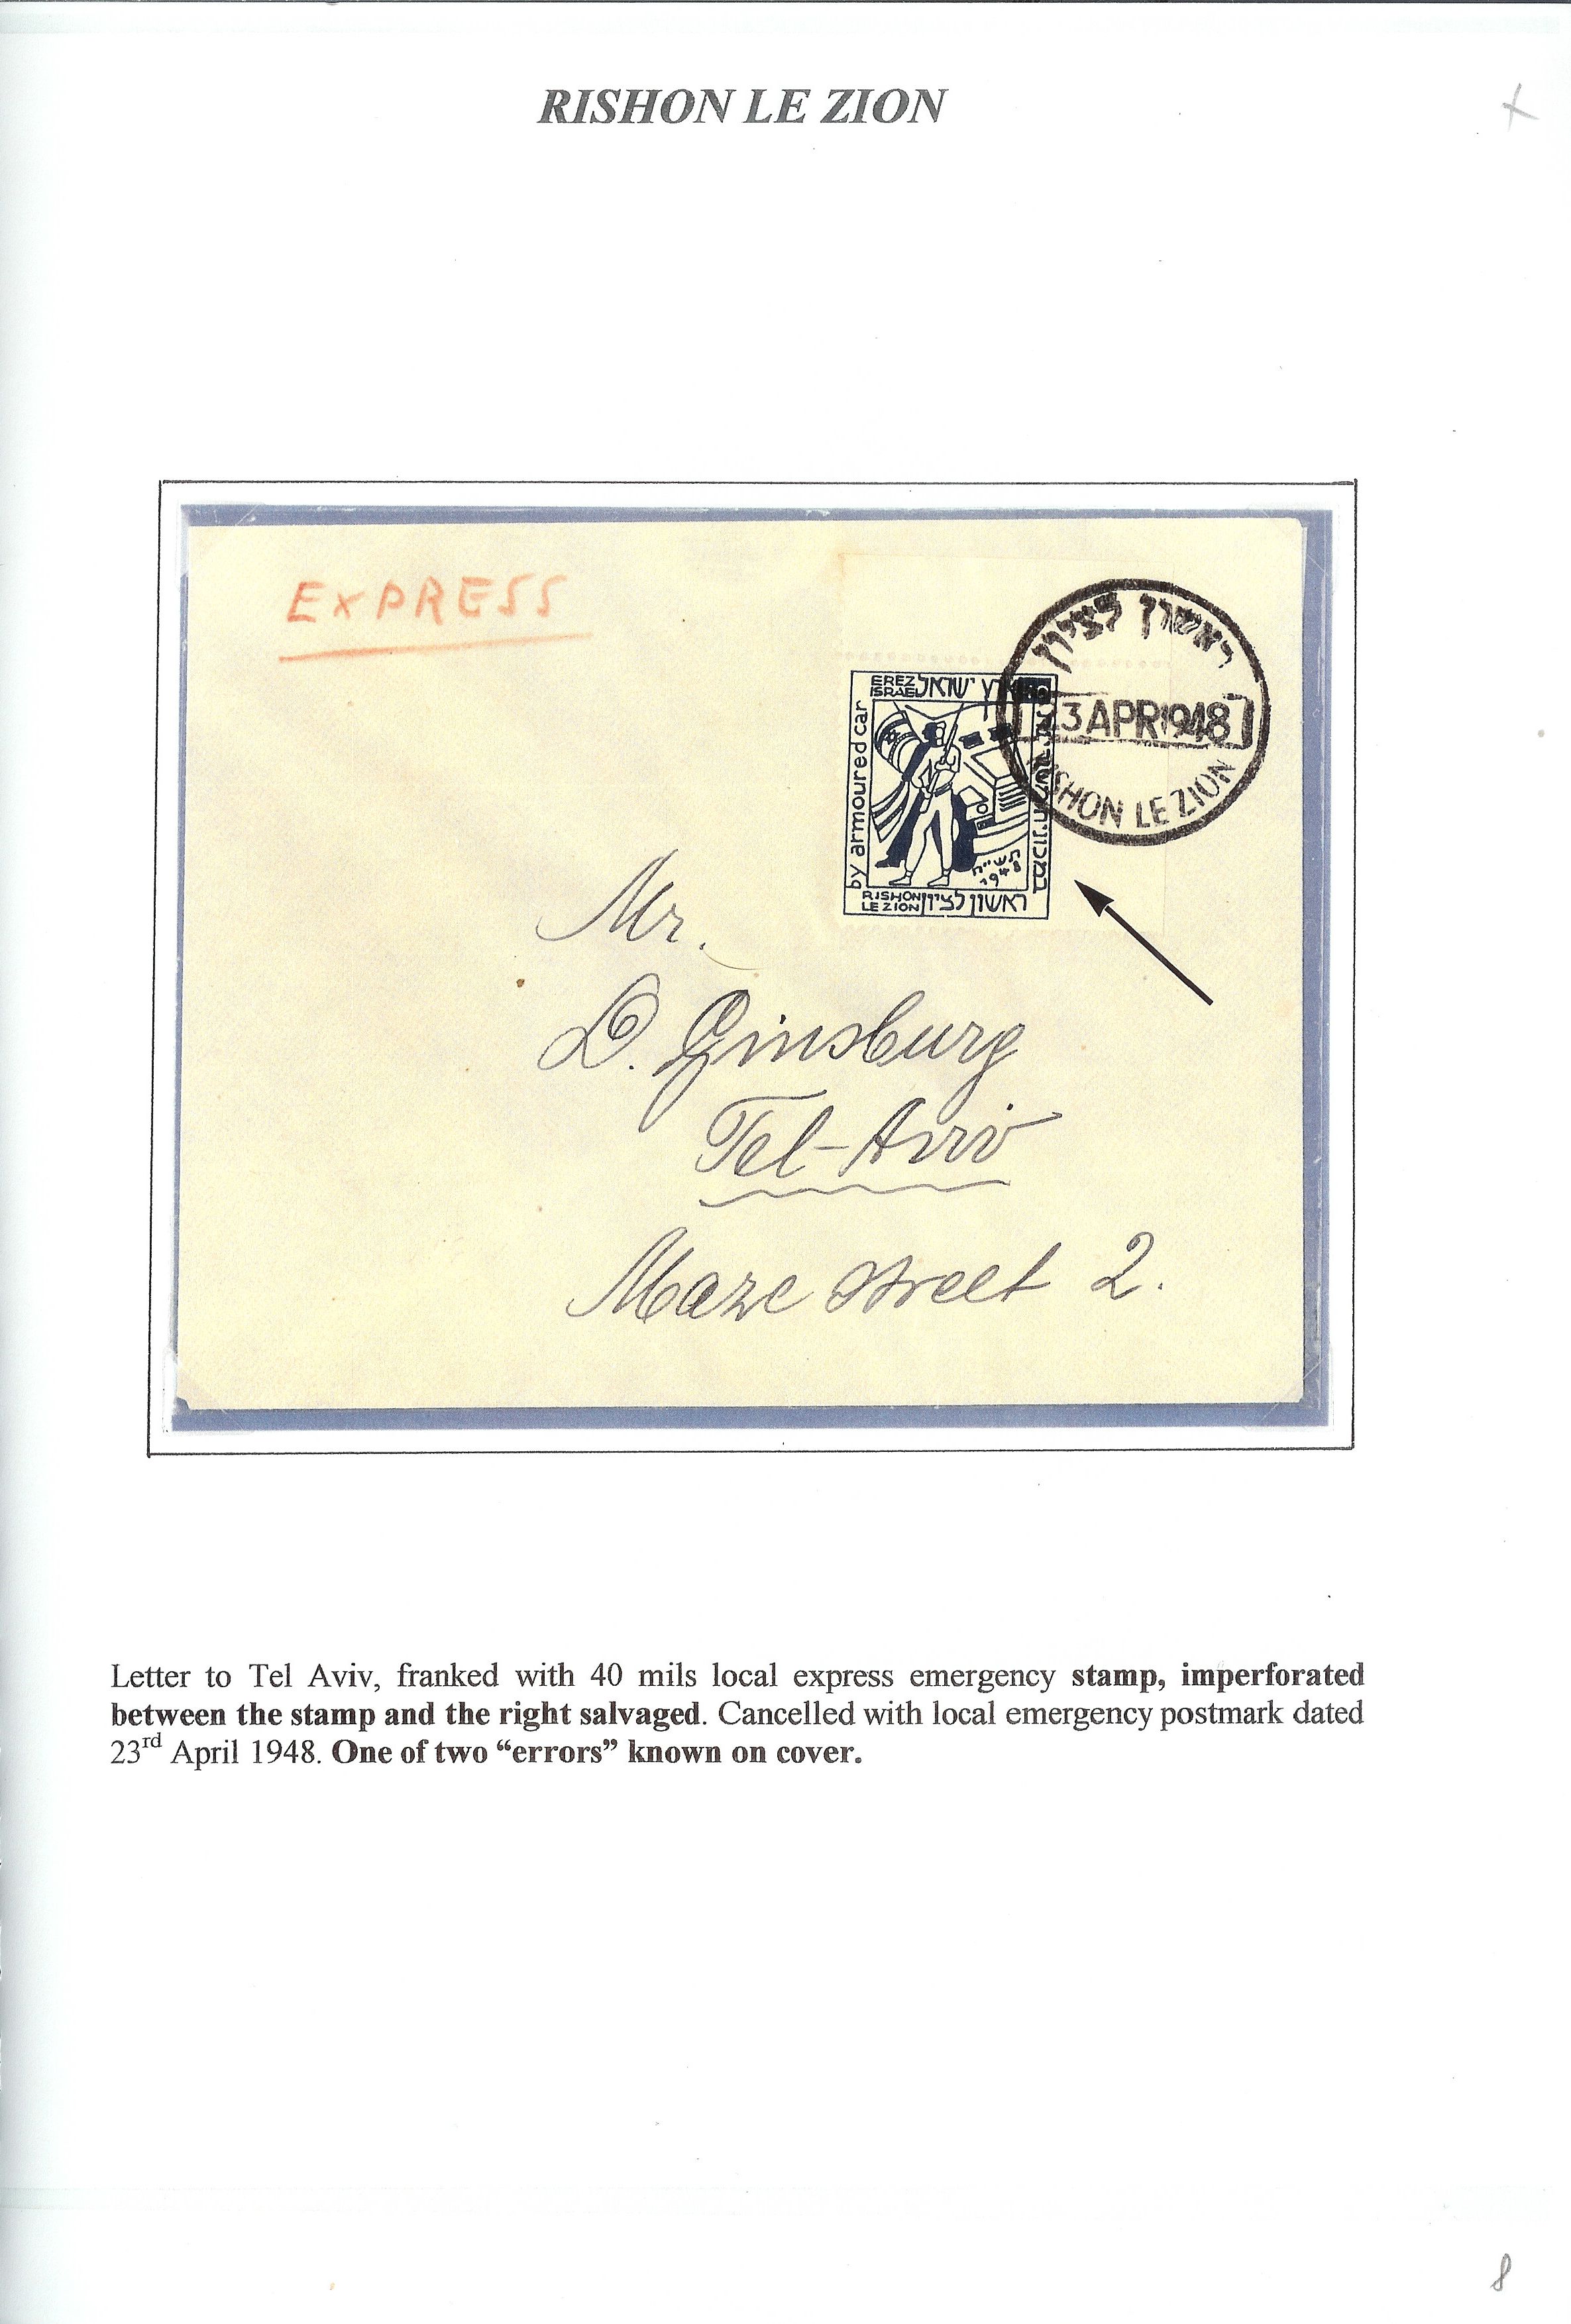 RISHON LE ZION
x
EXPRESS
ראשון לציון
23 APR 1948
RISHON LE ZION
EREZ ISRAEL ארץ ישראל
by armoured car
תש״ח
1948
RISHON LE ZION ראשון לציון
Mr.
D. Ginsburg
Tel-Aviv
Maze Street 2.
Letter to Tel Aviv, franked with 40 mils local express emergency stamp, imperforated
between the stamp and the right salvaged. Cancelled with local emergency postmark dated
23rd April 1948. One of two “errors” known on cover.
8